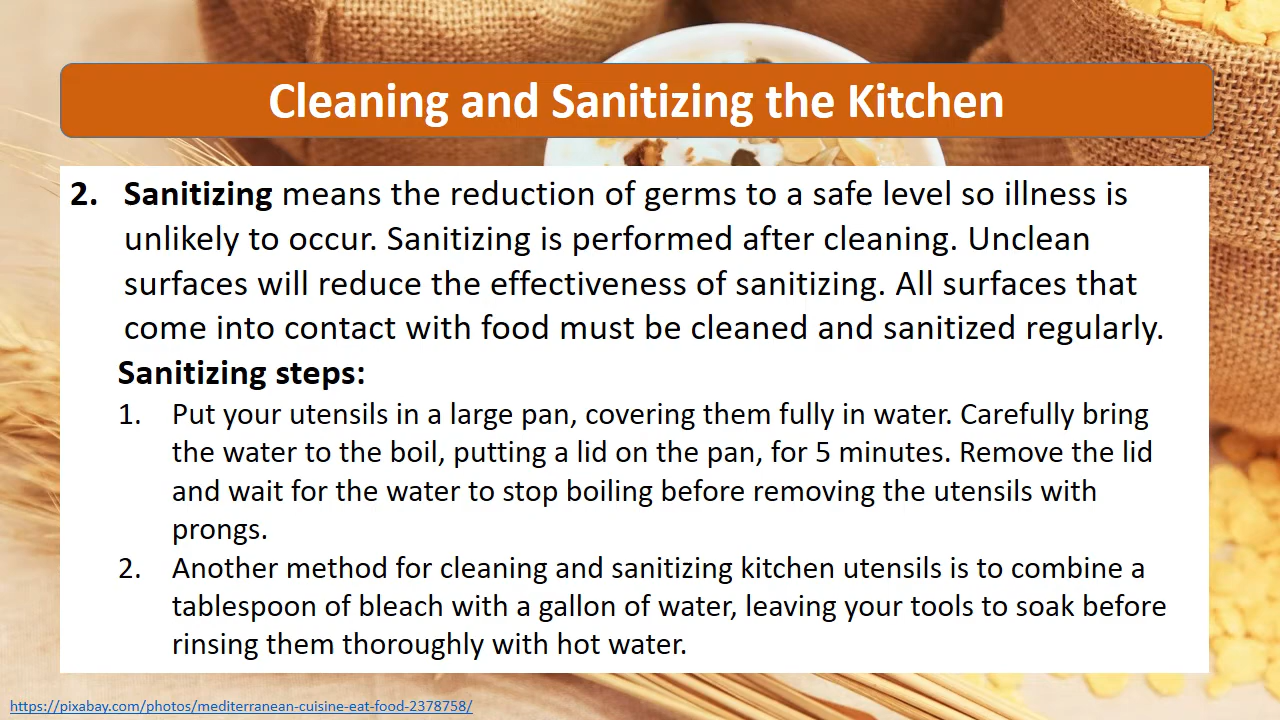 Cleaning and Sanitizing the Kitchen
2. Sanitizing means the reduction of germs to a safe level so illness is
unlikely to occur. Sanitizing is performed after cleaning. Unclean
surfaces will reduce the effectiveness of sanitizing. All surfaces that
come into contact with food must be cleaned and sanitized regularly.
Sanitizing steps:
1. Put your utensils in a large pan, covering them fully in water. Carefully bring
the water to the boil, putting a lid on the pan, for 5 minutes. Remove the lid
and wait for the water to stop boiling before removing the utensils with
prongs.
2. Another method for cleaning and sanitizing kitchen utensils is to combine a
tablespoon of bleach with a gallon of water, leaving your tools to soak before
rinsing them thoroughly with hot water.
https://pixabay.com/photos/mediterranean-cuisine-eat-food-2378758/